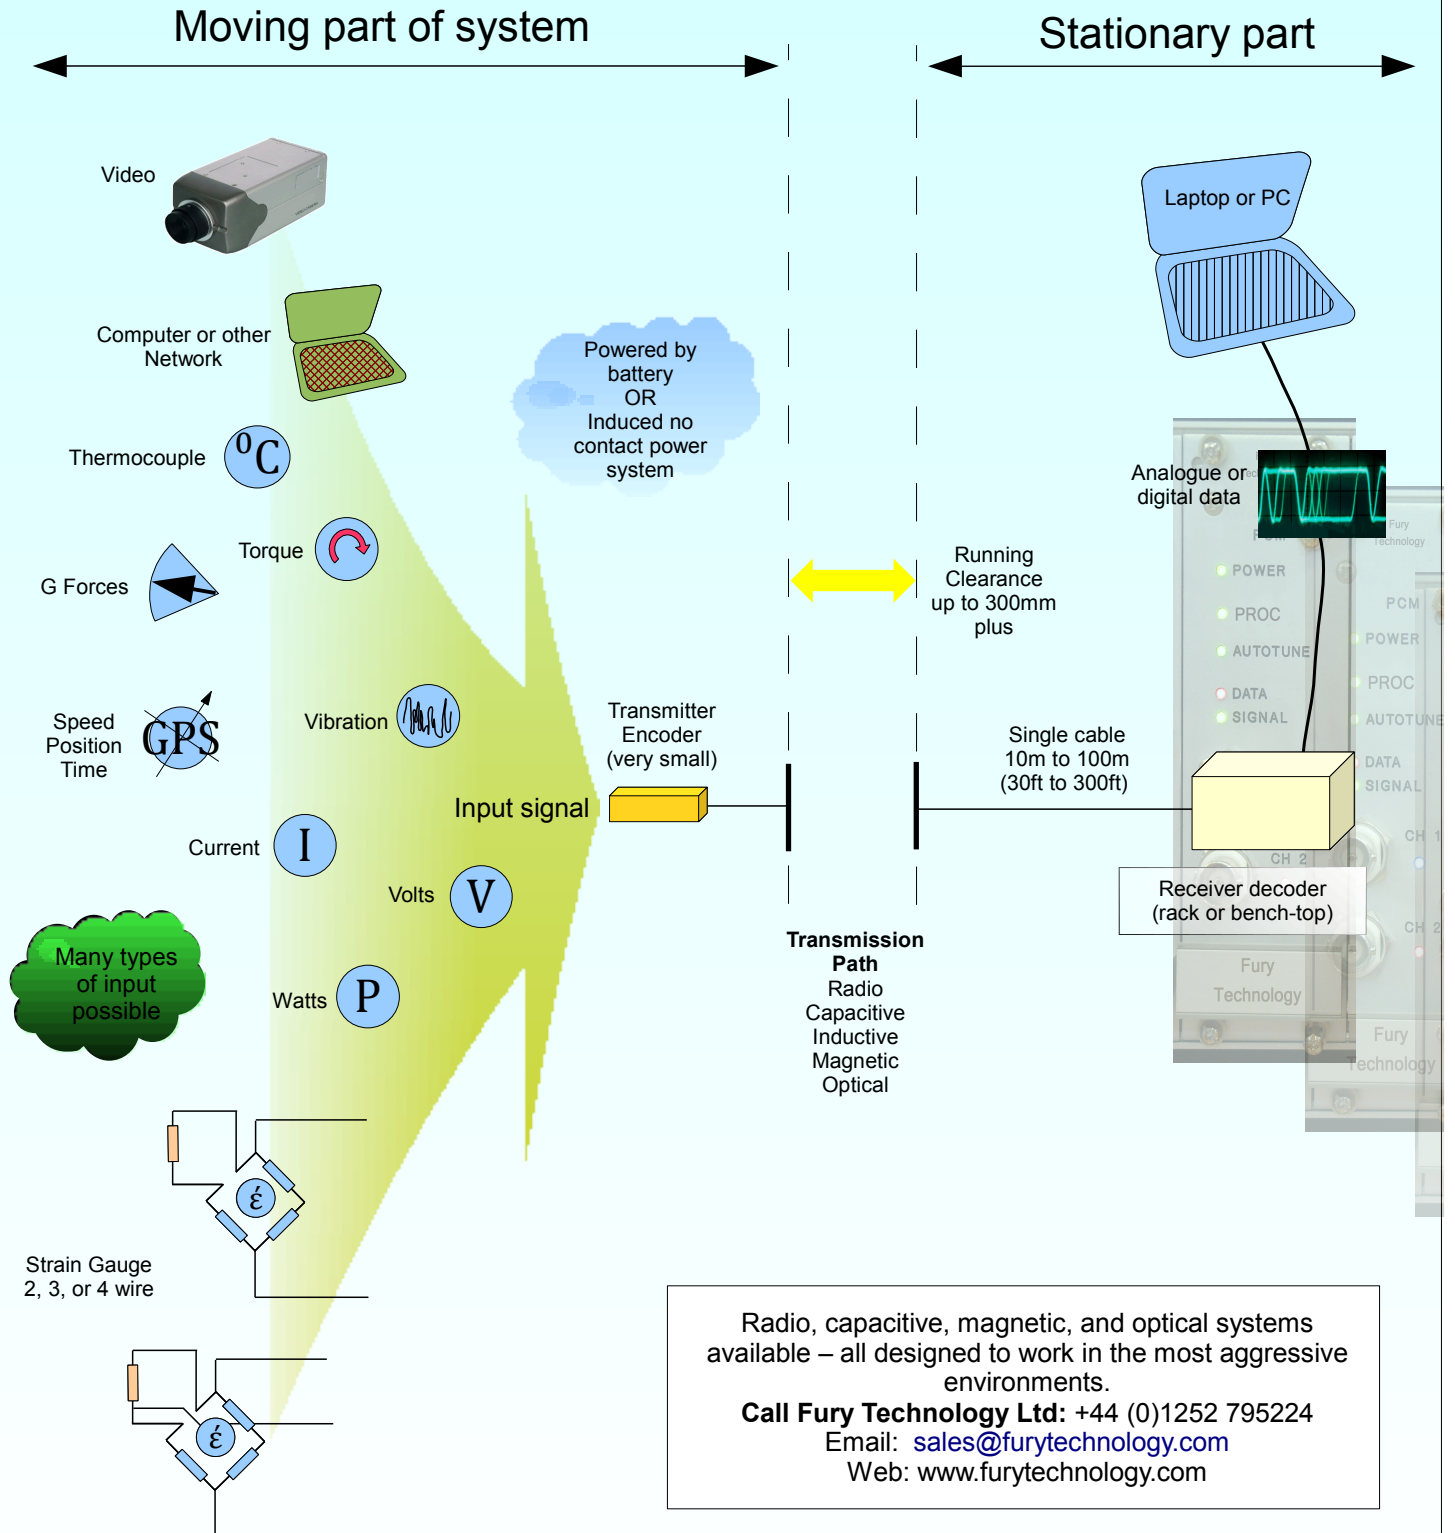 Moving part of system
Stationary part
Video
Laptop or PC
Computer or other
Network
Powered by
battery
OR
Induced no
contact power
system
Thermocouple
⁰C
Analogue or
digital data
Torque
G Forces
Running
Clearance
up to 300mm
plus
Speed
Position
Time
GPS
Vibration
Transmitter
Encoder
(very small)
Single cable
10m to 100m
(30ft to 300ft)
Input signal
Current
I
Volts
V
Receiver decoder
(rack or bench-top)
Many types
of input
possible
Watts
P
Transmission
Path
Radio
Capacitive
Inductive
Magnetic
Optical
POWER
PROC
AUTOTUNE
DATA
SIGNAL
CH 2
Fury
Technology
Fury
Technology
PCM
POWER
PROC
AUTOTUNE
DATA
SIGNAL
CH 1
CH 2
Fury
Technology
έ
Strain Gauge
2, 3, or 4 wire
έ
Radio, capacitive, magnetic, and optical systems
available – all designed to work in the most aggressive
environments.
Call Fury Technology Ltd: +44 (0)1252 795224
Email: sales@furytechnology.com
Web: www.furytechnology.com